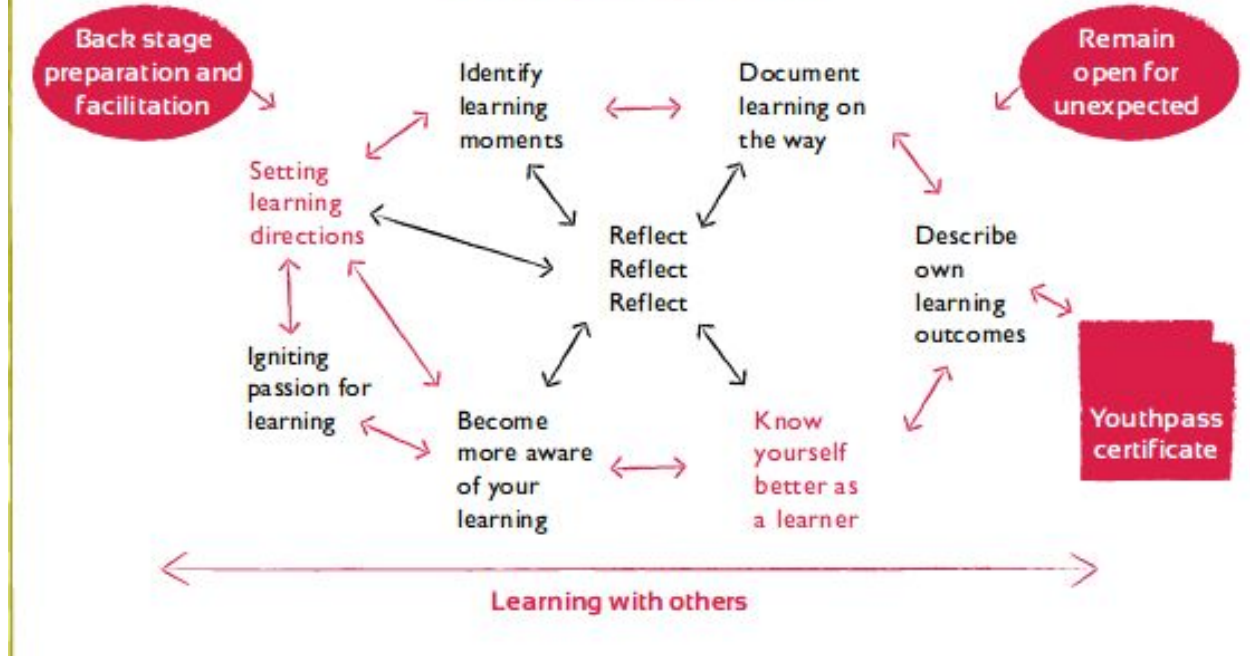 Back stage
preparation and
facilitation
Identify
learning
moments
Document
learning on
the way
Remain
open for
unexpected
Setting
learning
directions
Reflect
Reflect
Reflect
Describe
own
learning
outcomes
Igniting
passion for
learning
Become
more aware
of your
learning
Know
yourself
better as
a learner
Youthpass
certificate
Learning with others